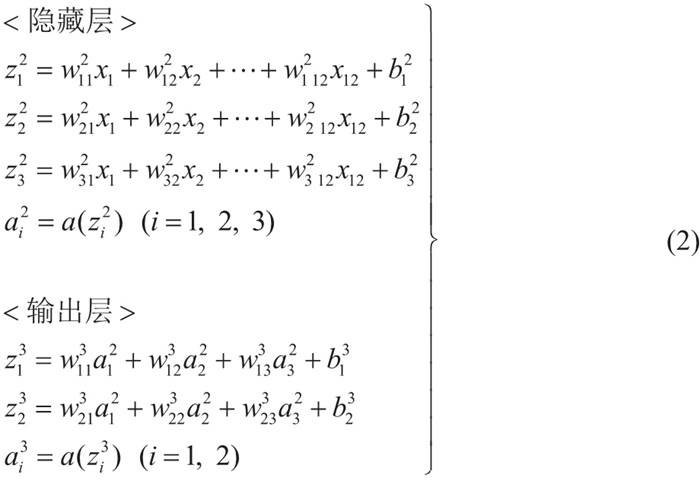 <隐藏层>
z_1^2 = w_{11}^2 x_1 + w_{12}^2 x_2 + ⋯ + w_{1 12}^2 x_{12} + b_1^2
z_2^2 = w_{21}^2 x_1 + w_{22}^2 x_2 + ⋯ + w_{2 12}^2 x_{12} + b_2^2
z_3^2 = w_{31}^2 x_1 + w_{32}^2 x_2 + ⋯ + w_{3 12}^2 x_{12} + b_3^2
a_i^2 = a(z_i^2) (i = 1, 2, 3)
(2)
<输出层>
z_1^3 = w_{11}^3 a_1^2 + w_{12}^3 a_2^2 + w_{13}^3 a_3^2 + b_1^3
z_2^3 = w_{21}^3 a_1^2 + w_{22}^3 a_2^2 + w_{23}^3 a_3^2 + b_2^3
a_i^3 = a(z_i^3) (i = 1, 2)